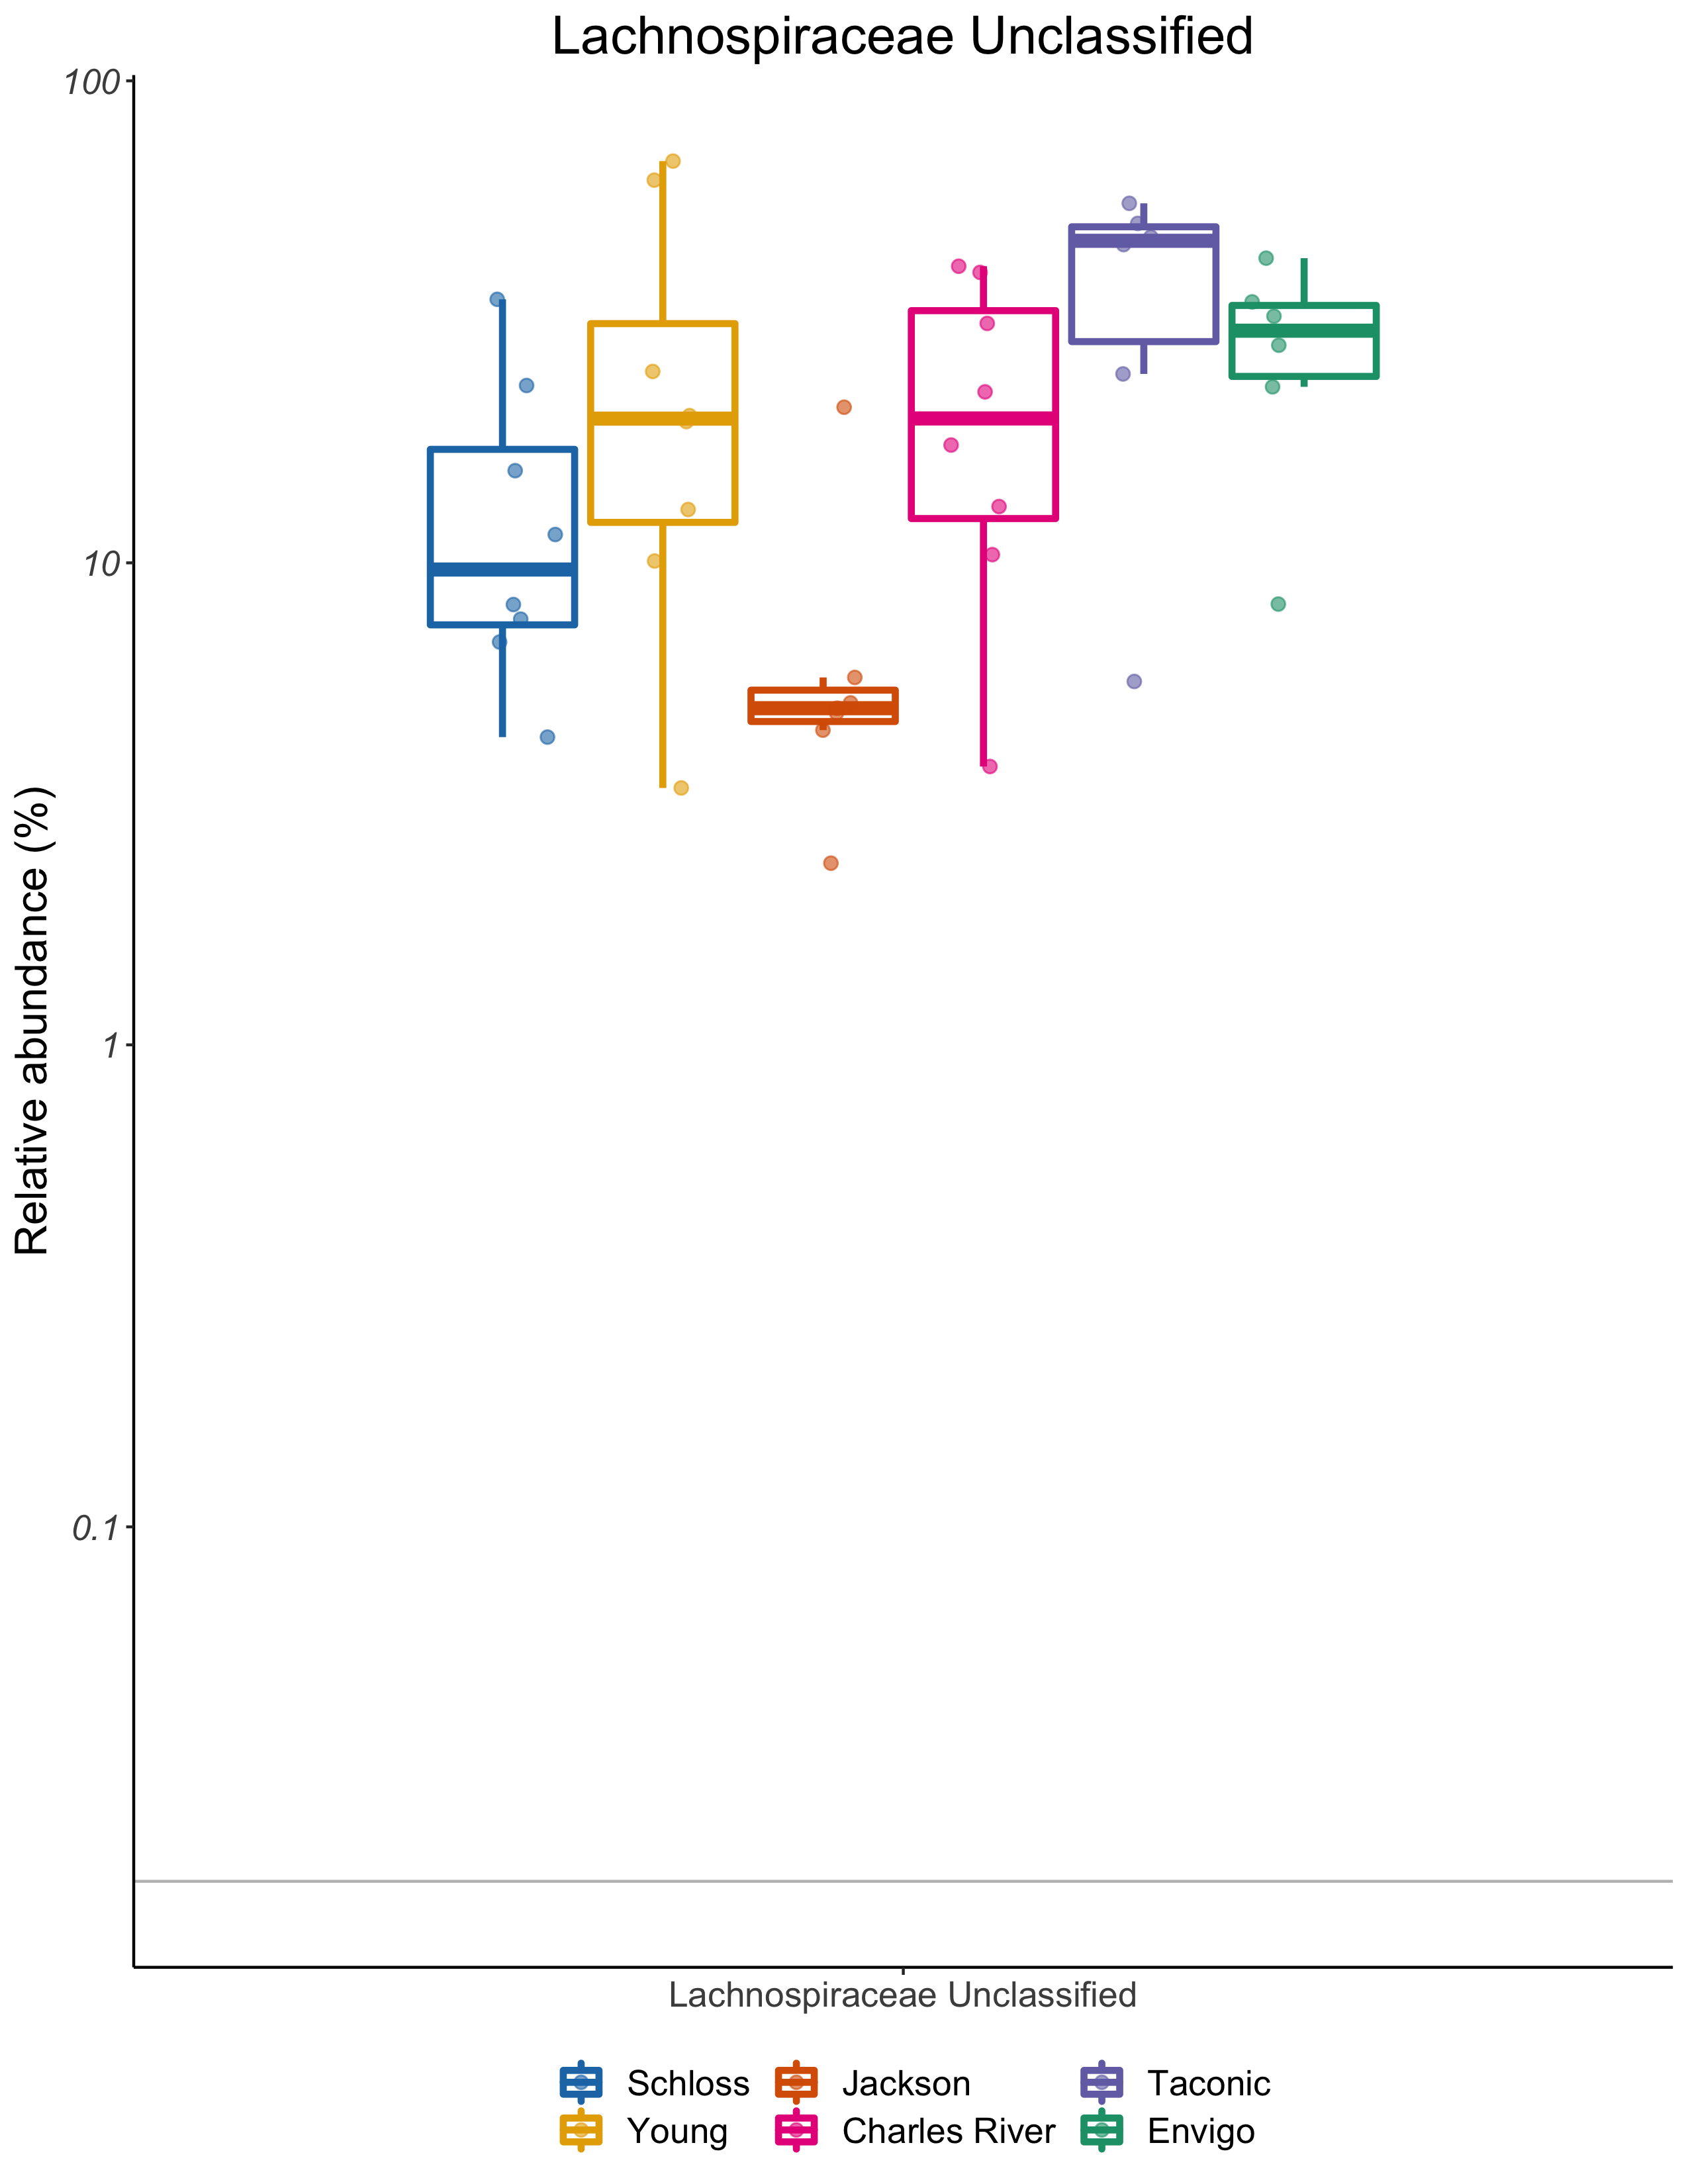 Lachnospiraceae Unclassified
100
10
1
0.1
Relative abundance (%)
Lachnospiraceae Unclassified
Schloss Jackson Taconic
Young Charles River Envigo